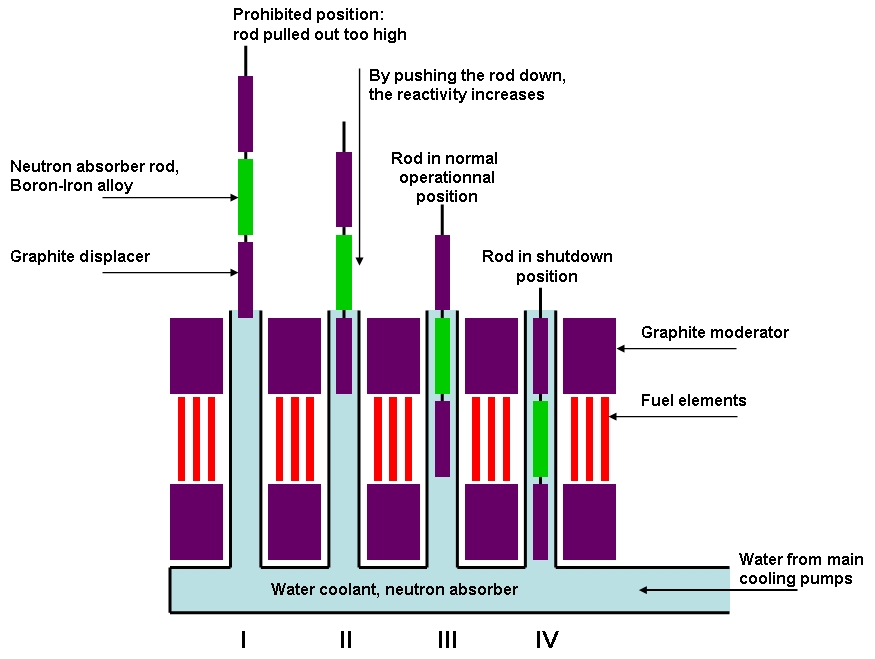 Prohibited position:
rod pulled out too high
By pushing the rod down,
the reactivity increases
Neutron absorber rod,
Boron-Iron alloy
Rod in normal
operationnal
position
Graphite displacer
Rod in shutdown
position
Graphite moderator
Fuel elements
Water from main
cooling pumps
Water coolant, neutron absorber
I
II
III
IV